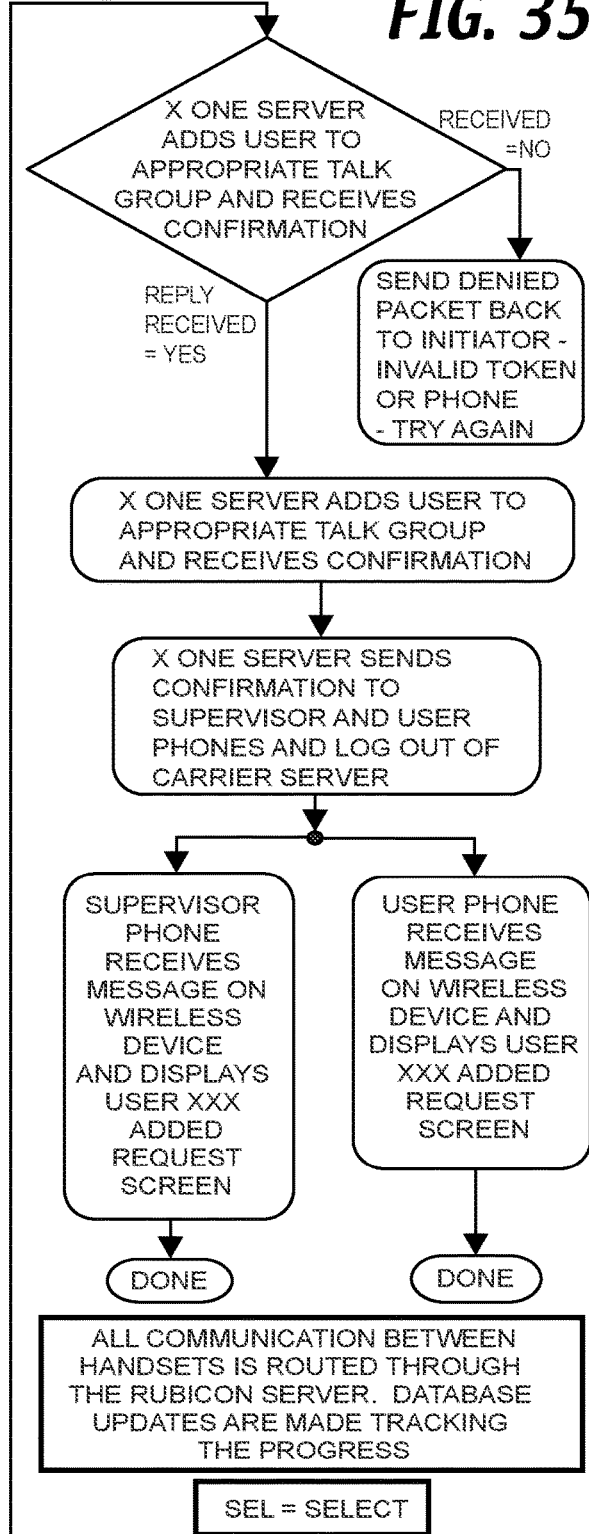 FIG. 35
X ONE SERVER
ADDS USER TO
APPROPRIATE TALK
GROUP AND RECEIVES
CONFIRMATION
RECEIVED
=NO
REPLY
RECEIVED
= YES
SEND DENIED
PACKET BACK
TO INITIATOR -
INVALID TOKEN
OR PHONE
- TRY AGAIN
X ONE SERVER ADDS USER TO
APPROPRIATE TALK GROUP
AND RECEIVES CONFIRMATION
X ONE SERVER SENDS
CONFIRMATION TO
SUPERVISOR AND USER
PHONES AND LOG OUT OF
CARRIER SERVER
SUPERVISOR
PHONE
RECEIVES
MESSAGE ON
WIRELESS
DEVICE
AND DISPLAYS
USER XXX
ADDED
REQUEST
SCREEN
USER PHONE
RECEIVES
MESSAGE
ON WIRELESS
DEVICE AND
DISPLAYS USER
XXX ADDED
REQUEST
SCREEN
DONE
DONE
ALL COMMUNICATION BETWEEN
HANDSETS IS ROUTED THROUGH
THE RUBICON SERVER. DATABASE
UPDATES ARE MADE TRACKING
THE PROGRESS
SEL = SELECT